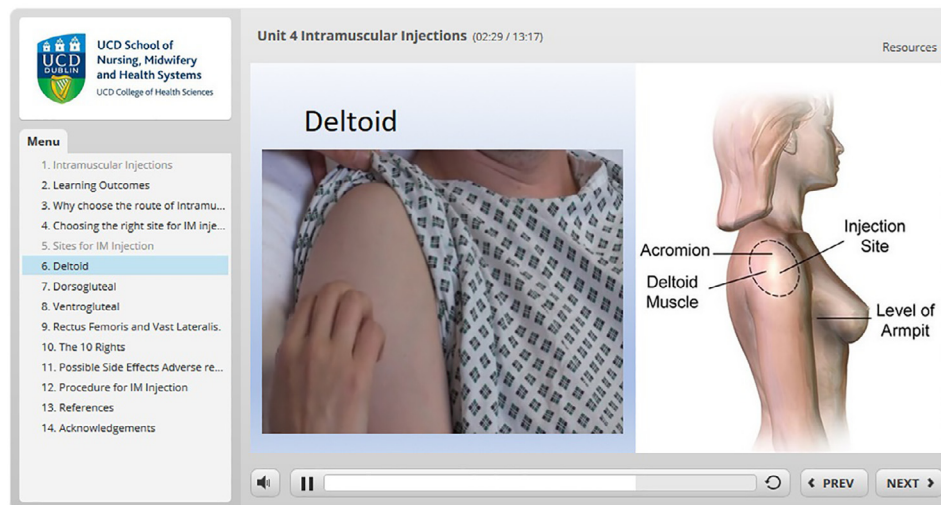 UCD
DUBLIN
UCD School of
Nursing, Midwifery
and Health Systems
UCD College of Health Sciences
Unit 4 Intramuscular Injections (02:29 / 13:17)
Resources
Menu
1. Intramuscular Injections
2. Learning Outcomes
3. Why choose the route of Intramu...
4. Choosing the right site for IM inje...
5. Sites for IM Injection
6. Deltoid
7. Dorsogluteal
8. Ventrogluteal
9. Rectus Femoris and Vast Lateralis.
10. The 10 Rights
11. Possible Side Effects Adverse re...
12. Procedure for IM Injection
13. References
14. Acknowledgements
Deltoid
Acromion
Deltoid
Muscle
Injection
Site
Level of
Armpit
PREV
NEXT